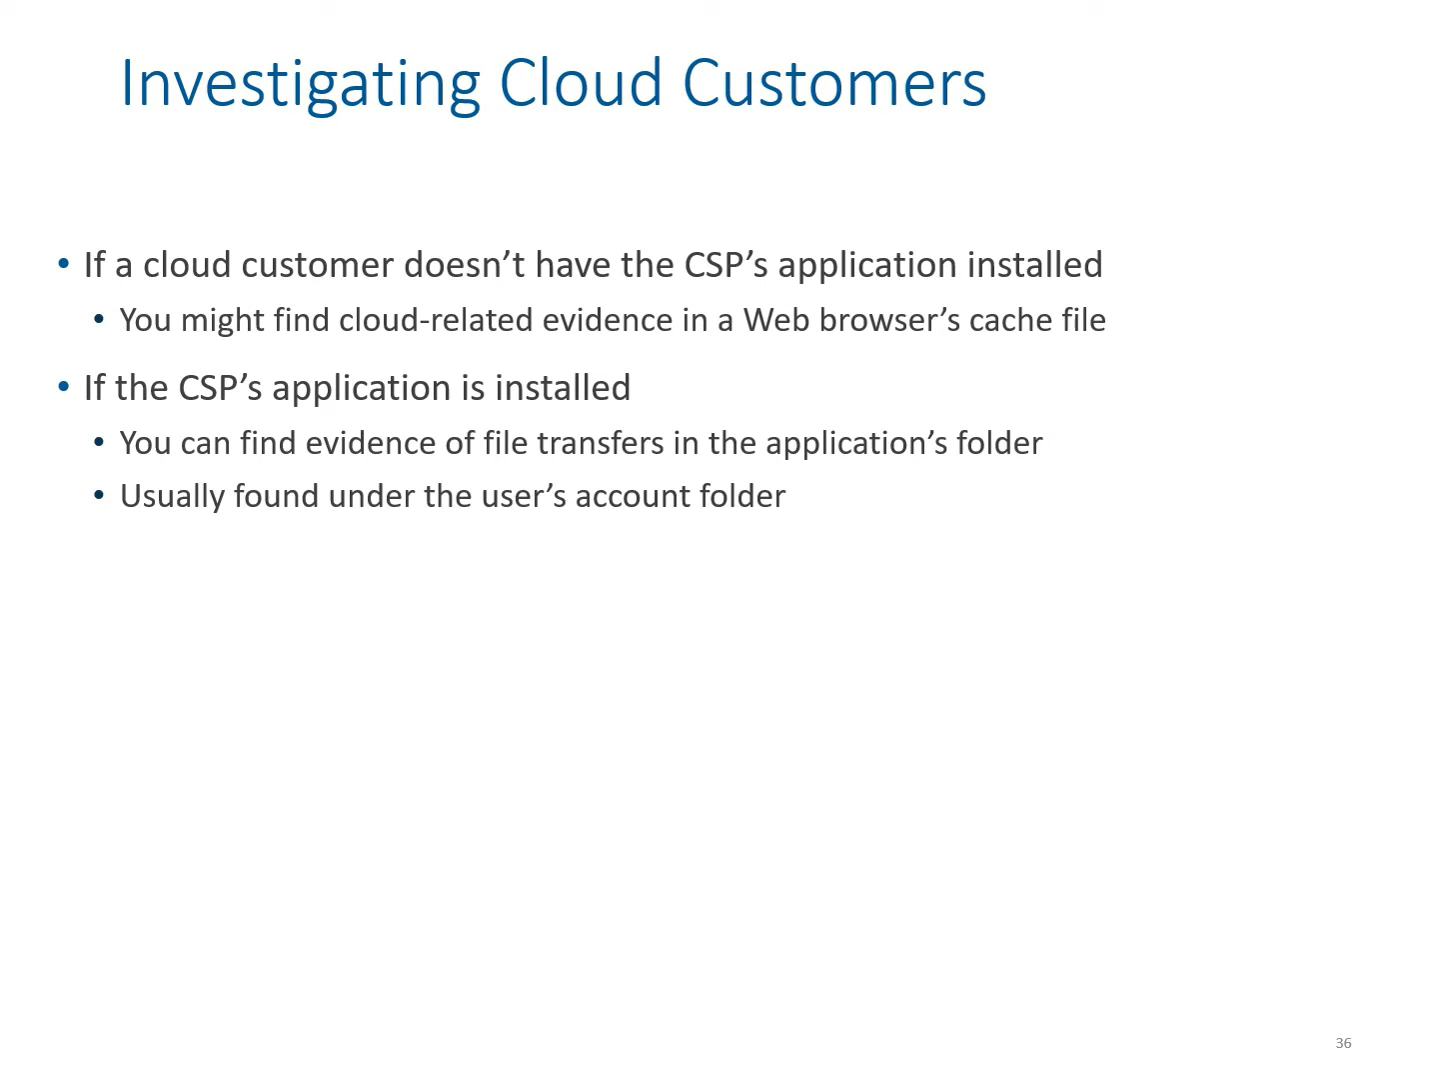 Investigating Cloud Customers
• If a cloud customer doesn’t have the CSP’s application installed
• You might find cloud-related evidence in a Web browser’s cache file
• If the CSP’s application is installed
• You can find evidence of file transfers in the application’s folder
• Usually found under the user’s account folder
36